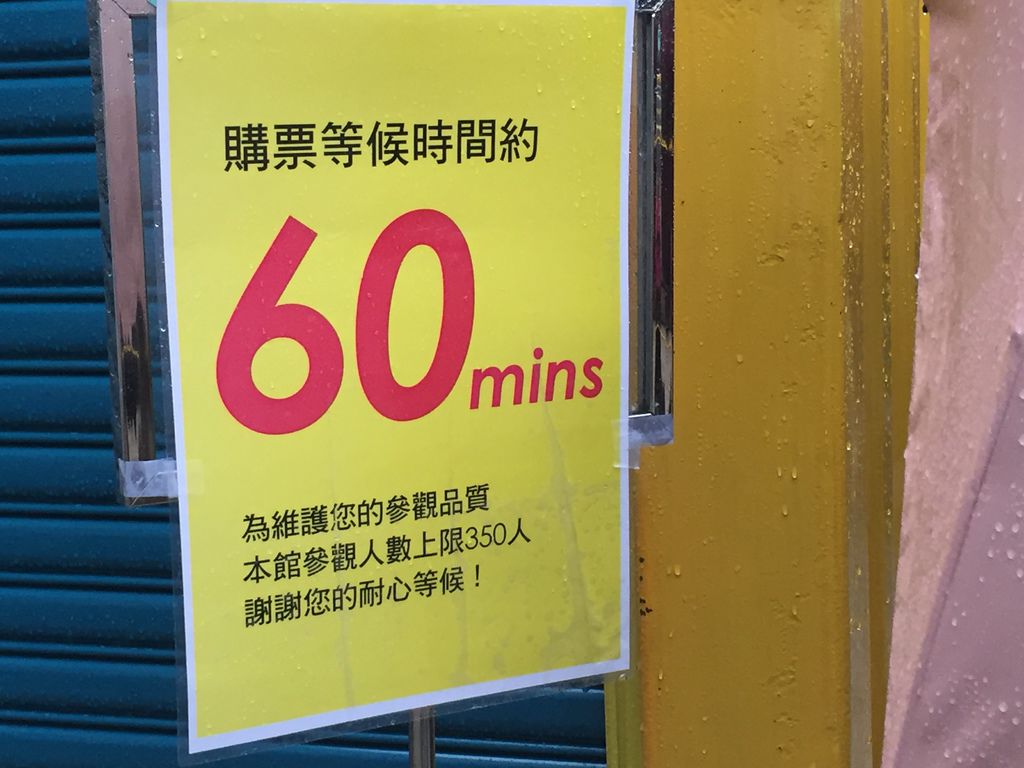 購票等候時間約
60mins
為維護您的參觀品質
本館參觀人數上限350人
謝謝您的耐心等候！